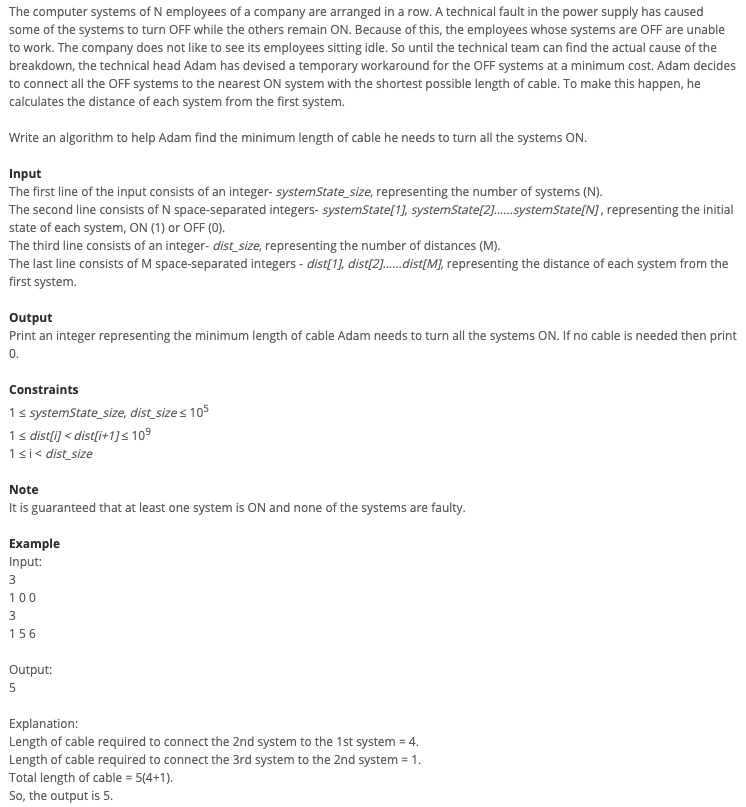 The computer systems of N employees of a company are arranged in a row. A technical fault in the power supply has caused
some of the systems to turn OFF while the others remain ON. Because of this, the employees whose systems are OFF are unable
to work. The company does not like to see its employees sitting idle. So until the technical team can find the actual cause of the
breakdown, the technical head Adam has devised a temporary workaround for the OFF systems at a minimum cost. Adam decides
to connect all the OFF systems to the nearest ON system with the shortest possible length of cable. To make this happen, he
calculates the distance of each system from the first system.
Write an algorithm to help Adam find the minimum length of cable he needs to turn all the systems ON.
Input
The first line of the input consists of an integer- systemState_size, representing the number of systems (N).
The second line consists of N space-separated integers- systemState[1], systemState[2]......systemState[N] , representing the initial
state of each system, ON (1) or OFF (0).
The third line consists of an integer- dist_size, representing the number of distances (M).
The last line consists of M space-separated integers - dist[1], dist[2]......dist[M], representing the distance of each system from the
first system.
Output
Print an integer representing the minimum length of cable Adam needs to turn all the systems ON. If no cable is needed then print
0.
Constraints
1 ≤ systemState_size, dist_size ≤ 10⁵
1 ≤ dist[i] < dist[i+1] ≤ 10⁹
1 ≤ i < dist_size
Note
It is guaranteed that at least one system is ON and none of the systems are faulty.
Example
Input:
3
1 0 0
3
1 5 6
Output:
5
Explanation:
Length of cable required to connect the 2nd system to the 1st system = 4.
Length of cable required to connect the 3rd system to the 2nd system = 1.
Total length of cable = 5(4+1).
So, the output is 5.